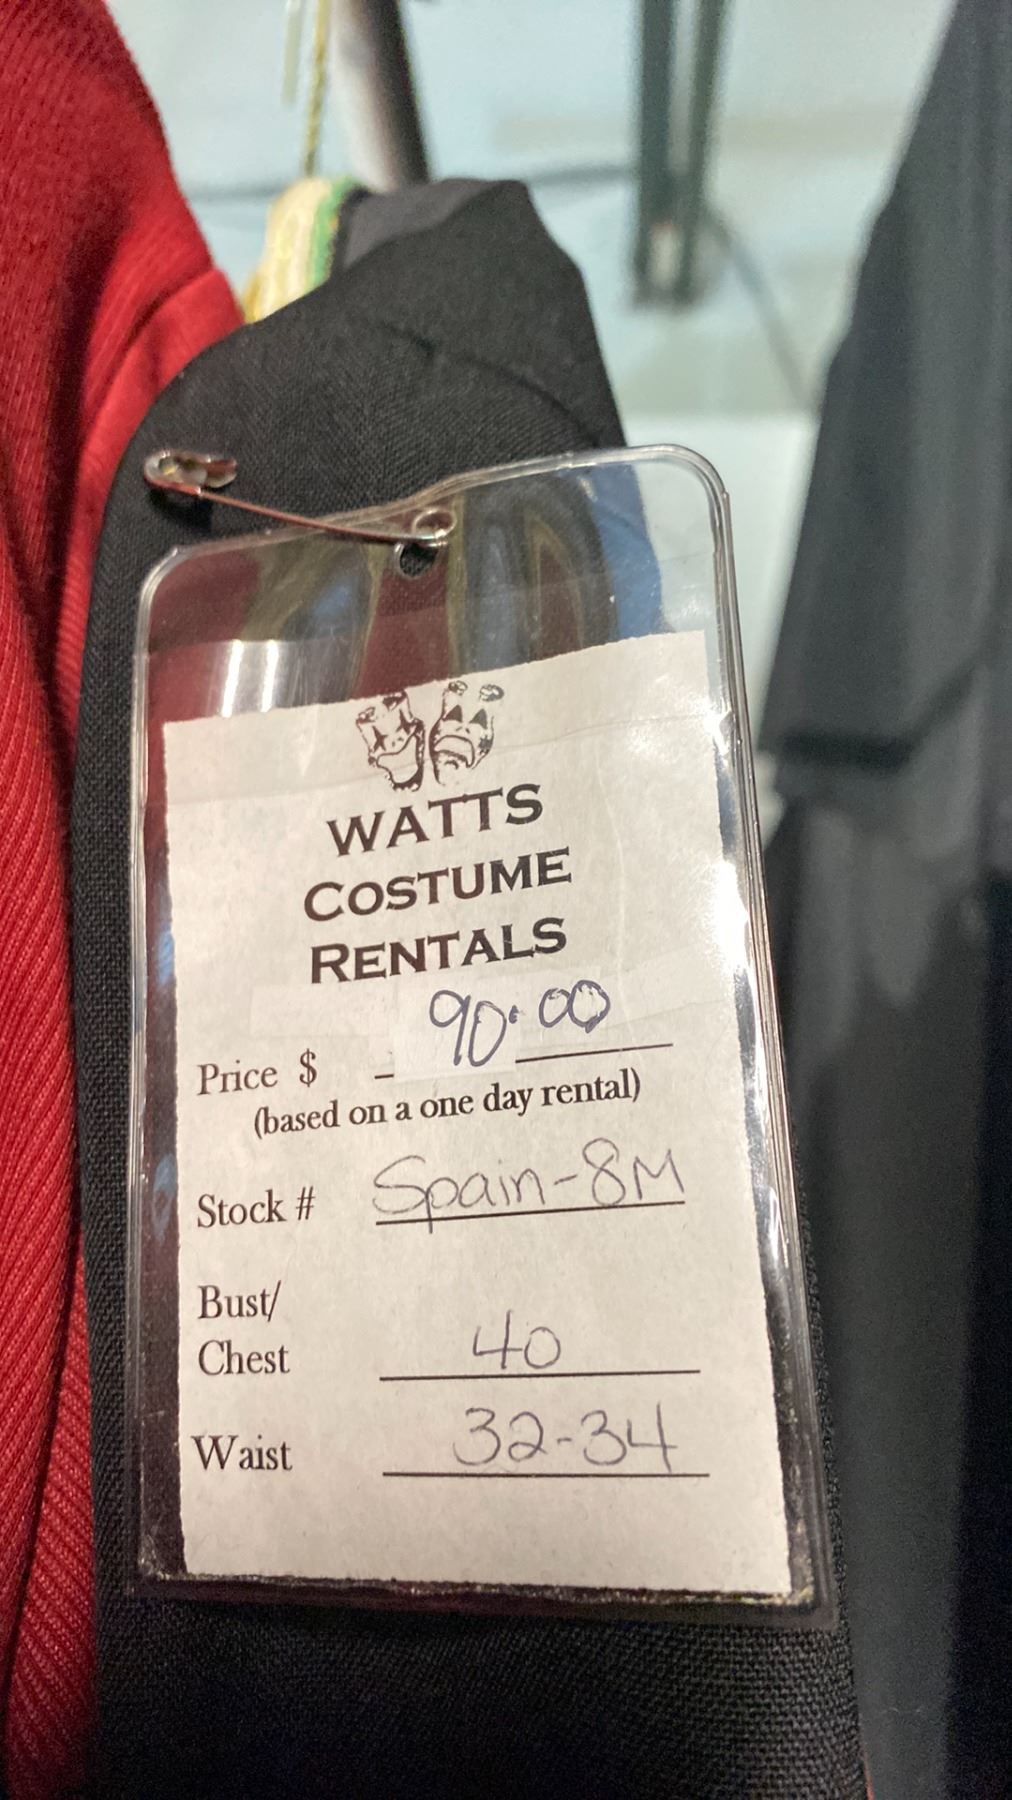 WATTS
COSTUME
RENTALS
Price $ 90.00
(based on a one day rental)
Stock # Spain-8M
Bust/
Chest 40
Waist 32-34